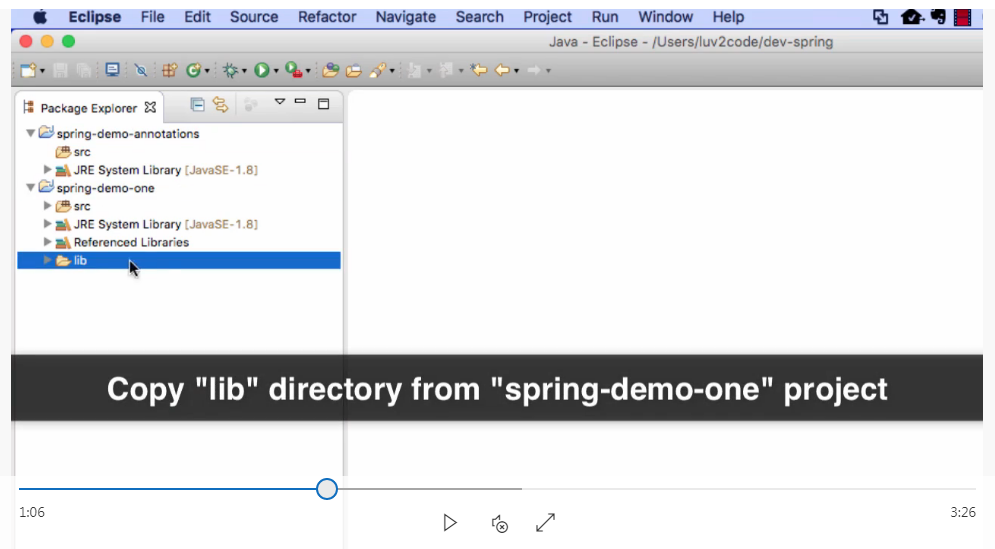 Eclipse File Edit Source Refactor Navigate Search Project Run Window Help
Java - Eclipse - /Users/luv2code/dev-spring
Package Explorer
spring-demo-annotations
src
JRE System Library [JavaSE-1.8]
spring-demo-one
src
JRE System Library [JavaSE-1.8]
Referenced Libraries
lib
Copy "lib" directory from "spring-demo-one" project
1:06 3:26